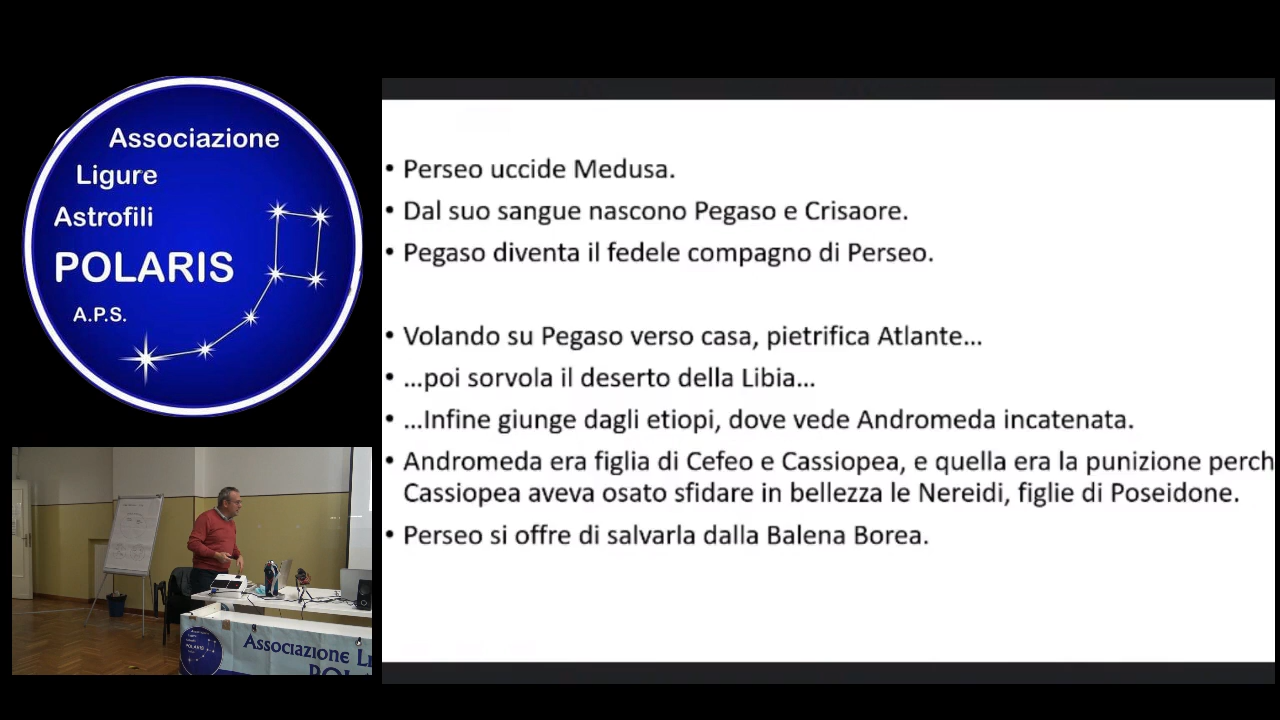 Associazione
Ligure
Astrofili
POLARIS
A.P.S.
• Perseo uccide Medusa.
• Dal suo sangue nascono Pegaso e Crisaore.
• Pegaso diventa il fedele compagno di Perseo.
• Volando su Pegaso verso casa, pietrifica Atlante...
• ...poi sorvola il deserto della Libia...
• ...Infine giunge dagli etiopi, dove vede Andromeda incatenata.
• Andromeda era figlia di Cefeo e Cassiopea, e quella era la punizione perch
Cassiopea aveva osato sfidare in bellezza le Nereidi, figlie di Poseidone.
• Perseo si offre di salvarla dalla Balena Borea.
Associazione Li
POL